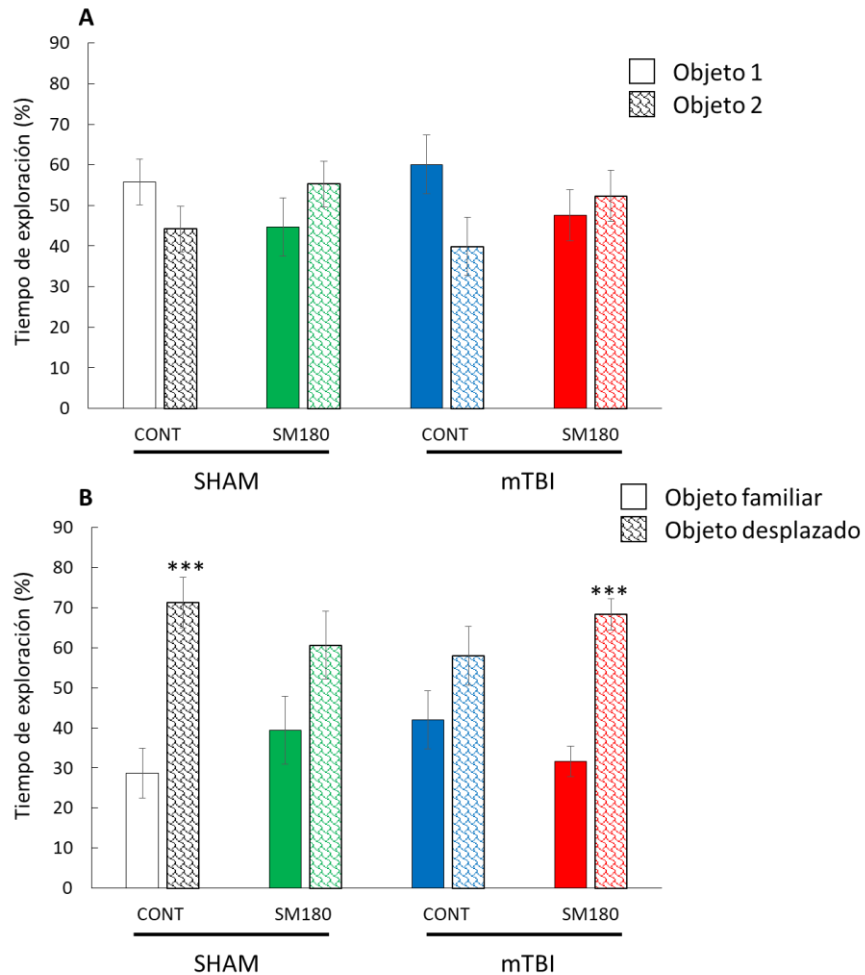 A
Tiempo de exploración (%)
90
80
70
60
50
40
30
20
10
0
Objeto 1
Objeto 2
CONT SM180 CONT SM180
SHAM mTBI
B
Tiempo de exploración (%)
90
80
70
60
50
40
30
20
10
0
Objeto familiar
Objeto desplazado
***
***
CONT SM180 CONT SM180
SHAM mTBI